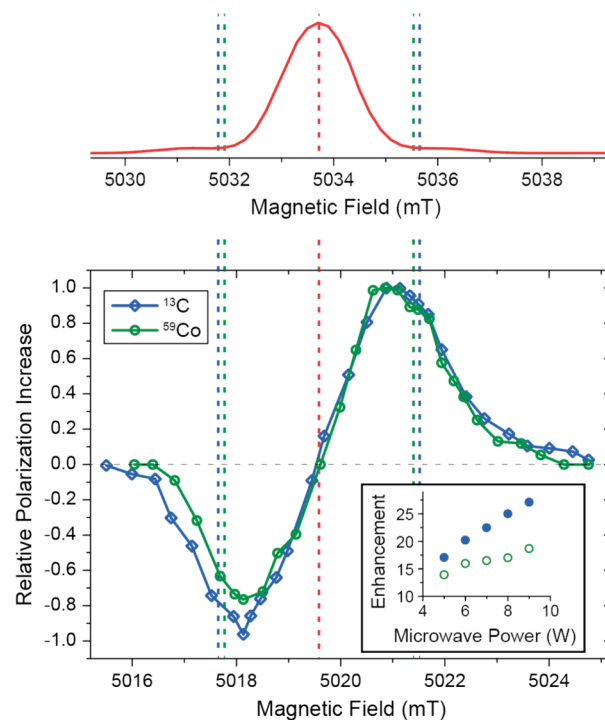 5030 5032 5034 5036 5038
Magnetic Field (mT)
Relative Polarization Increase
1.0
0.8
0.6
0.4
0.2
0.0
-0.2
-0.4
-0.6
-0.8
-1.0
¹³C
⁵⁹Co
Enhancement
25
20
15
10
4 6 8 10
Microwave Power (W)
5016 5018 5020 5022 5024
Magnetic Field (mT)